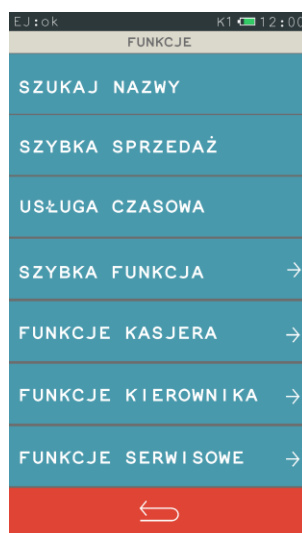 EJ:ok K1 12:00
FUNKCJE
SZUKAJ NAZWY
SZYBKA SPRZEDAŻ
USŁUGA CZASOWA
SZYBKA FUNKCJA →
FUNKCJE KASJERA →
FUNKCJE KIEROWNIKA →
FUNKCJE SERWISOWE →